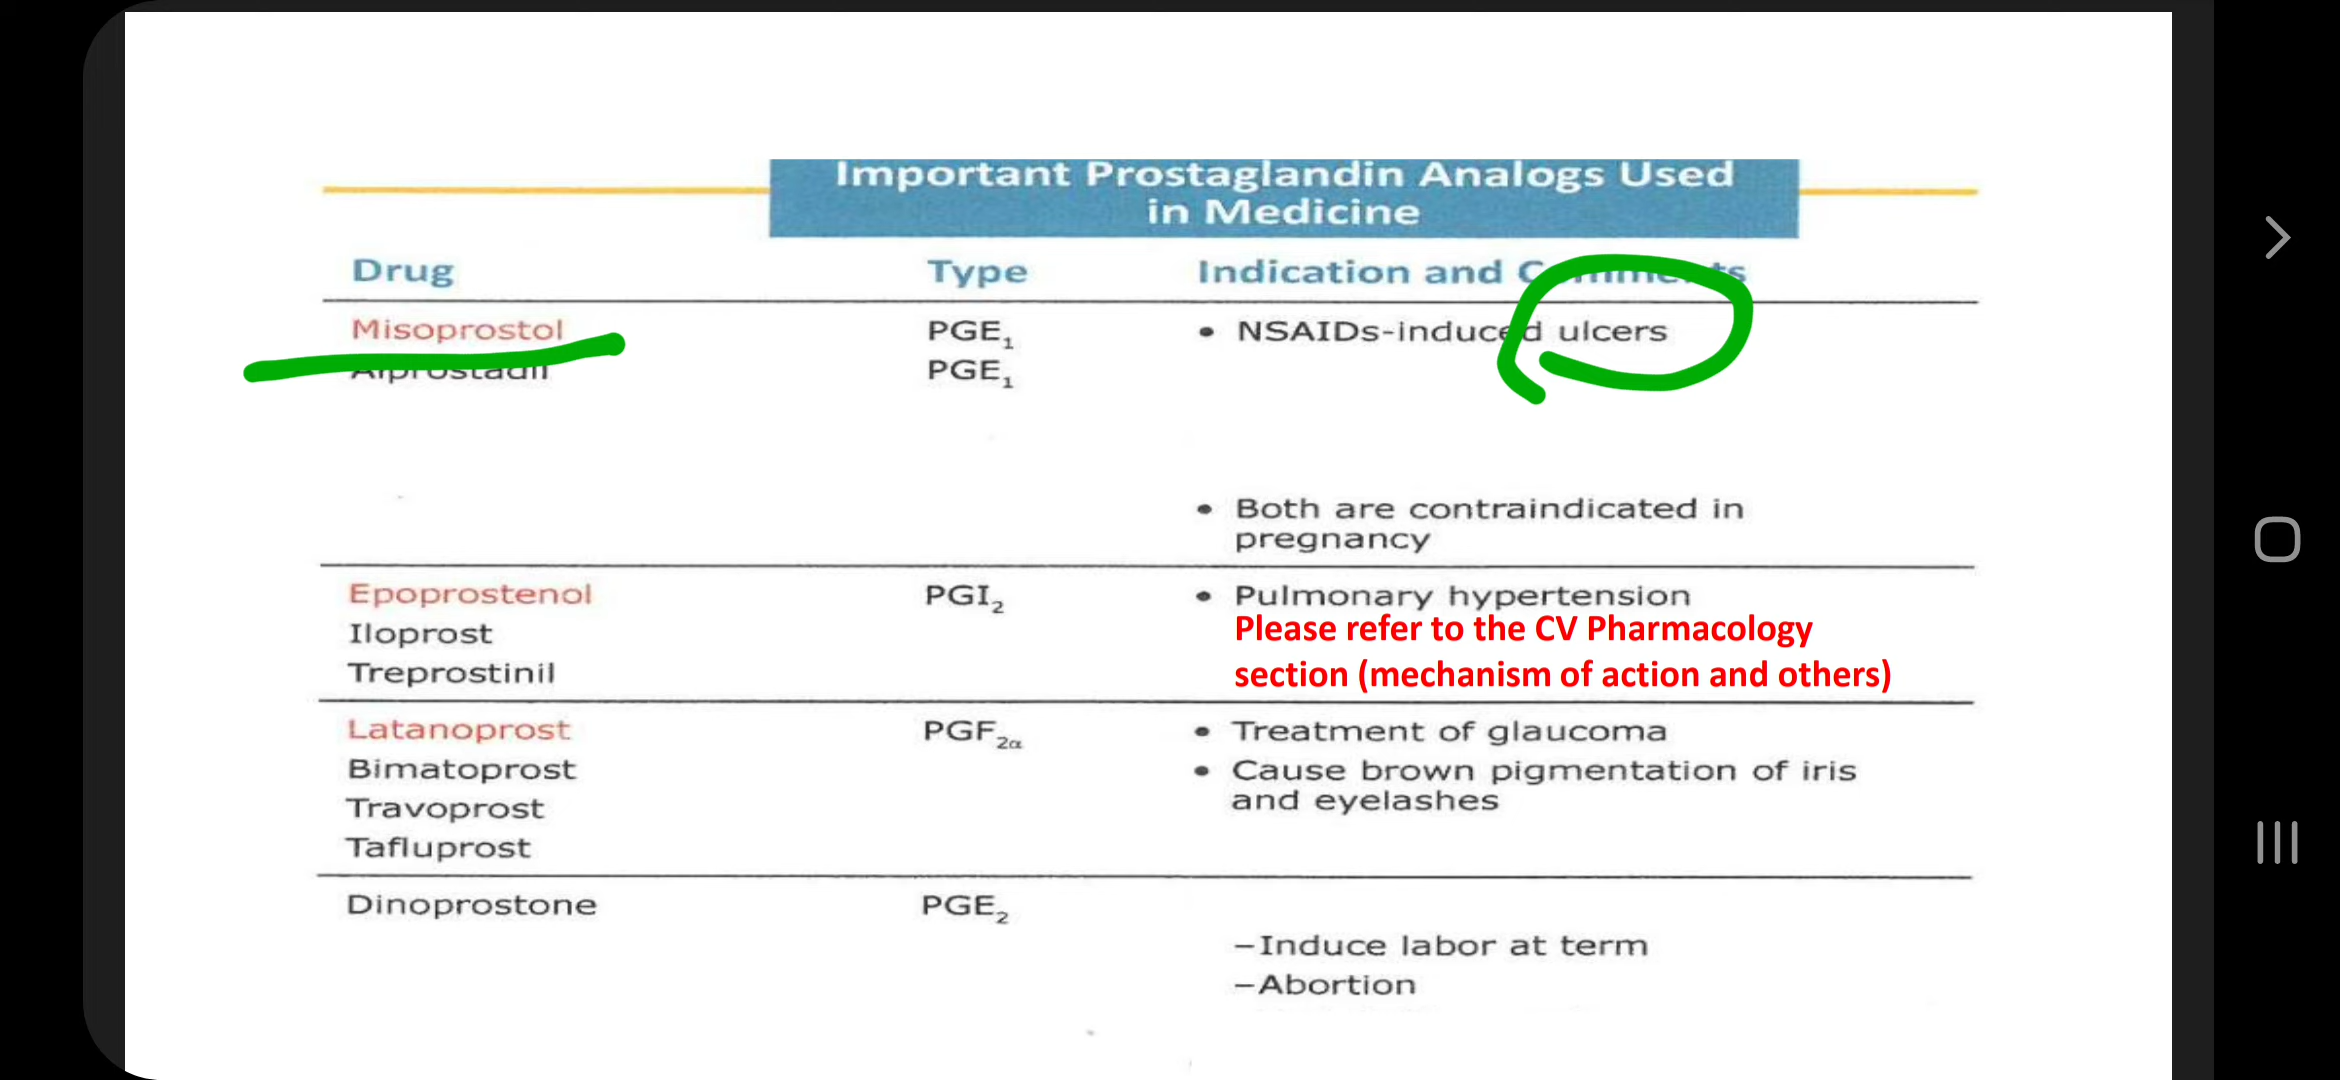 Important Prostaglandin Analogs Used
in Medicine
Drug Type Indication and Comments
Misoprostol PGE₁ • NSAIDs-induced ulcers
Alprostadil PGE₁
• Both are contraindicated in
pregnancy
Epoprostenol PGI₂ • Pulmonary hypertension
Please refer to the CV Pharmacology
Iloprost
section (mechanism of action and others)
Treprostinil
Latanoprost PGF₂α • Treatment of glaucoma
Bimatoprost • Cause brown pigmentation of iris
and eyelashes
Travoprost
Tafluprost
Dinoprostone PGE₂
–Induce labor at term
–Abortion